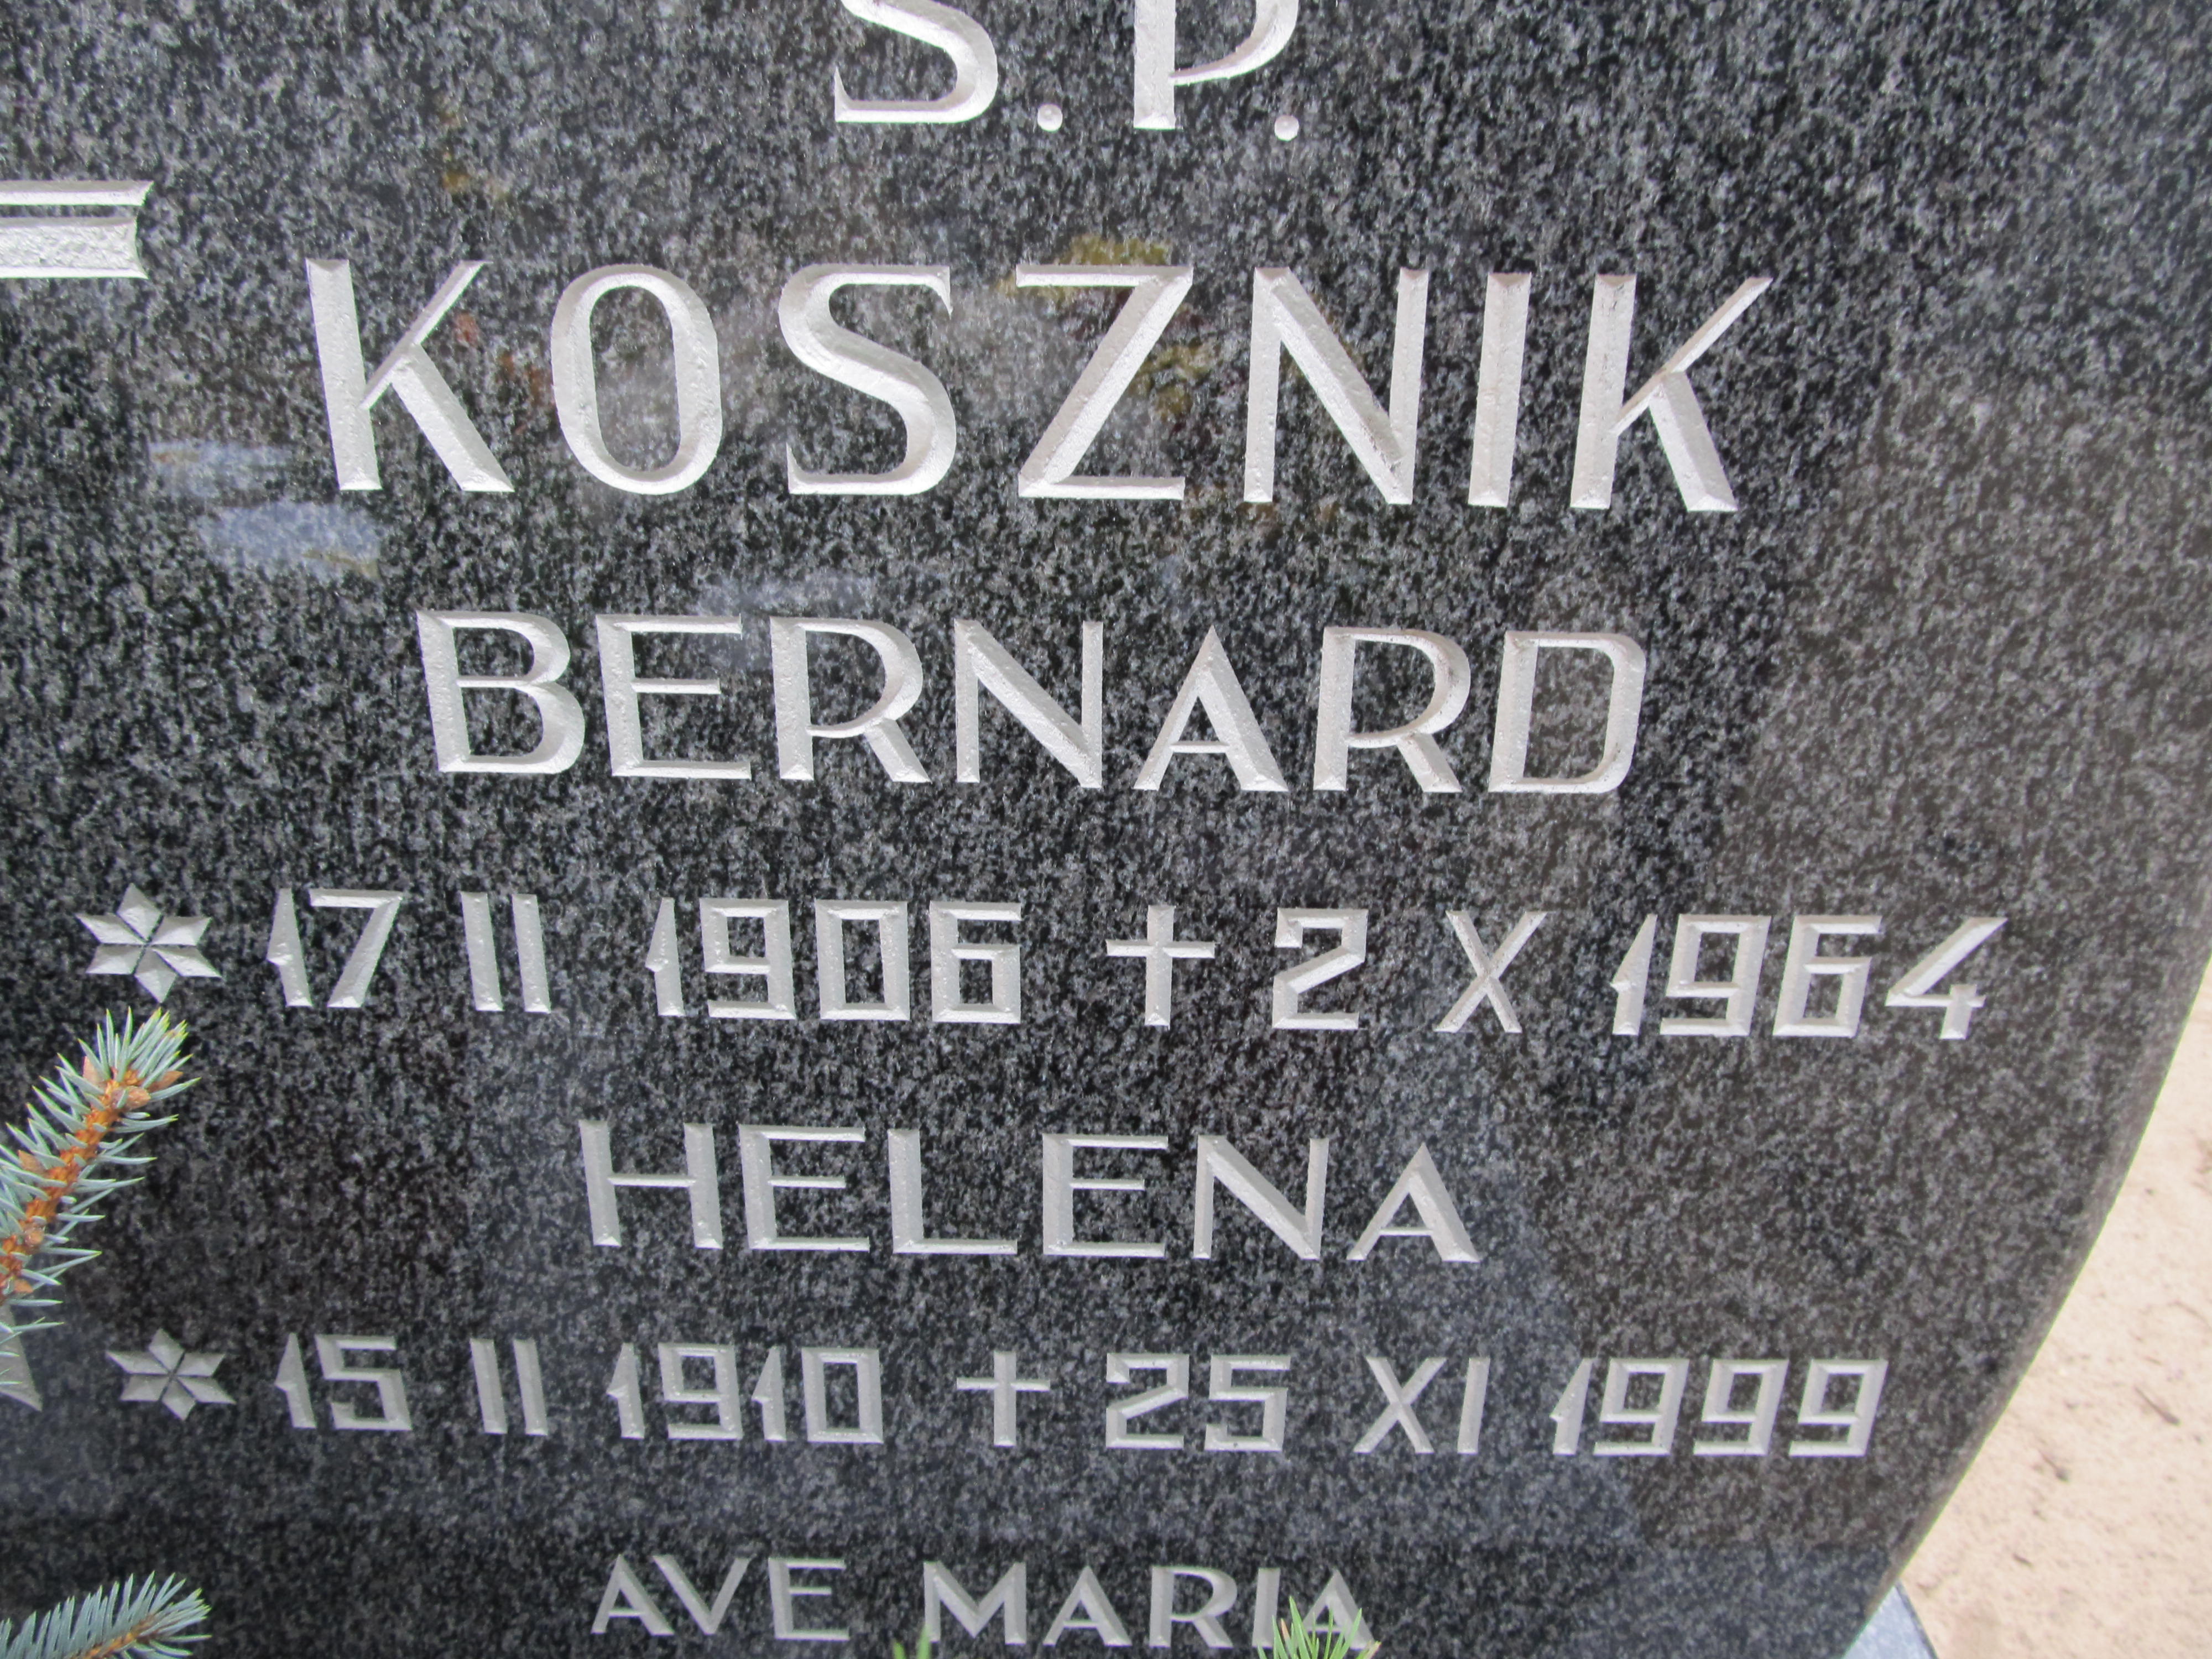 S.P.
KOSZNIK
BERNARD
* 17 II 1906 † 2 X 1964
HELENA
* 15 II 1910 † 25 XI 1999
AVE MARIA